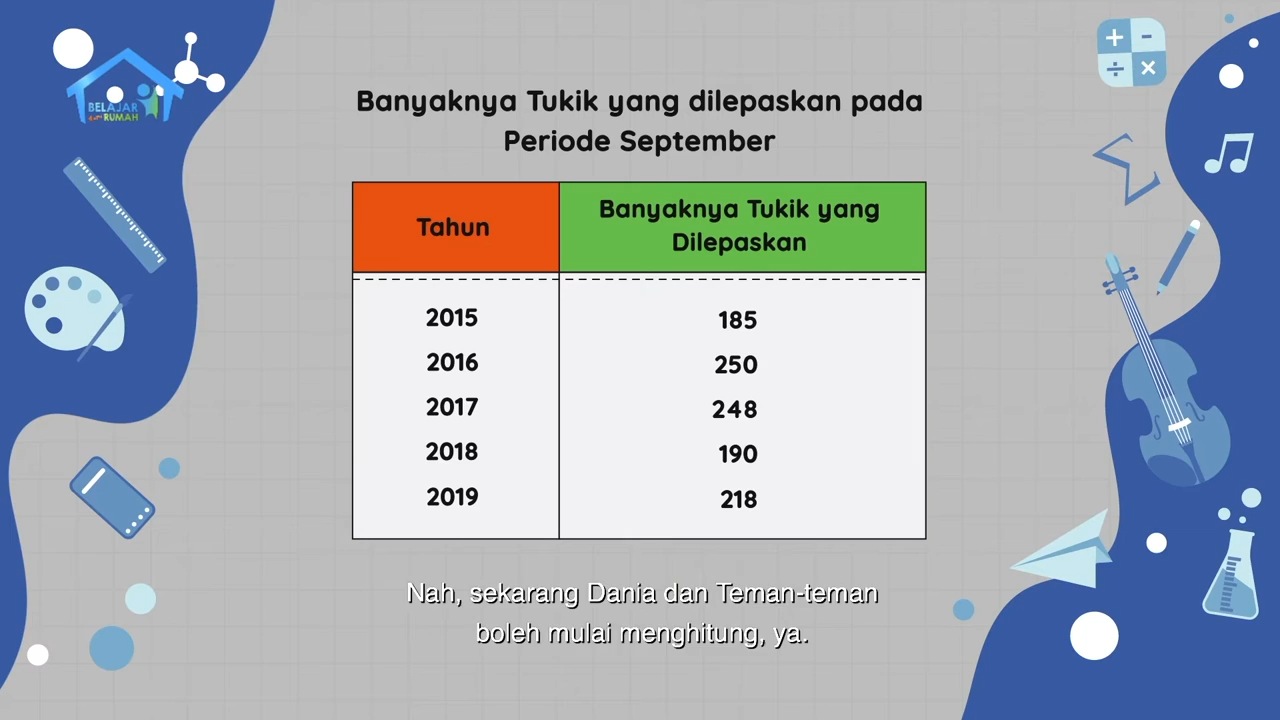 BELAJAR
dari RUMAH
Banyaknya Tukik yang dilepaskan pada
Periode September
Tahun
Banyaknya Tukik yang
Dilepaskan
2015 185
2016 250
2017 248
2018 190
2019 218
Nah, sekarang Dania dan Teman-teman
boleh mulai menghitung, ya.